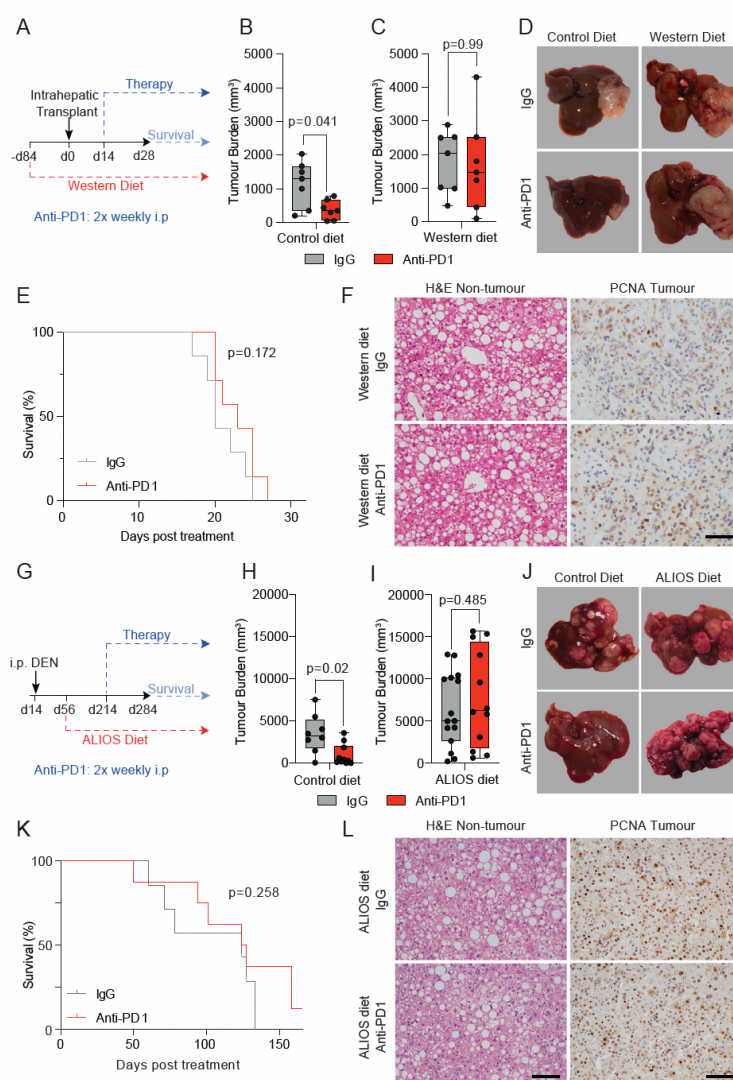 A
Intrahepatic
Transplant
Therapy
Survival
-d84
d0
d14
d28
Western Diet
Anti-PD1: 2x weekly i.p
B
Tumour Burden (mm³)
5000
4000
3000
2000
1000
0
p=0.041
Control diet
C
Tumour Burden (mm³)
5000
4000
3000
2000
1000
0
p=0.99
Western diet
IgG
Anti-PD1
D
Control Diet
Western Diet
IgG
Anti-PD1
E
Survival (%)
100
50
0
p=0.172
IgG
Anti-PD1
0
10
20
30
Days post treatment
F
H&E Non-tumour
PCNA Tumour
Western diet
IgG
Western diet
Anti-PD1
G
i.p. DEN
Therapy
Survival
d14
d56
d214
d284
ALIOS Diet
Anti-PD1: 2x weekly i.p
H
Tumour Burden (mm³)
20000
15000
10000
5000
0
p=0.02
Control diet
I
Tumour Burden (mm³)
20000
15000
10000
5000
0
p=0.485
ALIOS diet
IgG
Anti-PD1
J
Control Diet
ALIOS Diet
IgG
Anti-PD1
K
Survival (%)
100
50
0
p=0.258
IgG
Anti-PD1
0
50
100
150
Days post treatment
L
H&E Non-tumour
PCNA Tumour
ALIOS diet
IgG
ALIOS diet
Anti-PD1